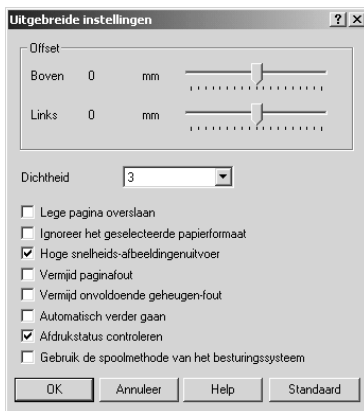 Uitgebreide instellingen
Offset
Boven 0 mm
Links 0 mm
Dichtheid 3
Lege pagina overslaan
Ignoreer het geselecteerde papierformaat
Hoge snelheids-afbeeldingenuitvoer
Vermijd paginafout
Vermijd onvoldoende geheugen-fout
Automatisch verder gaan
Afdrukstatus controleren
Gebruik de spoolmethode van het besturingssysteem
OK Annuleer Help Standaard